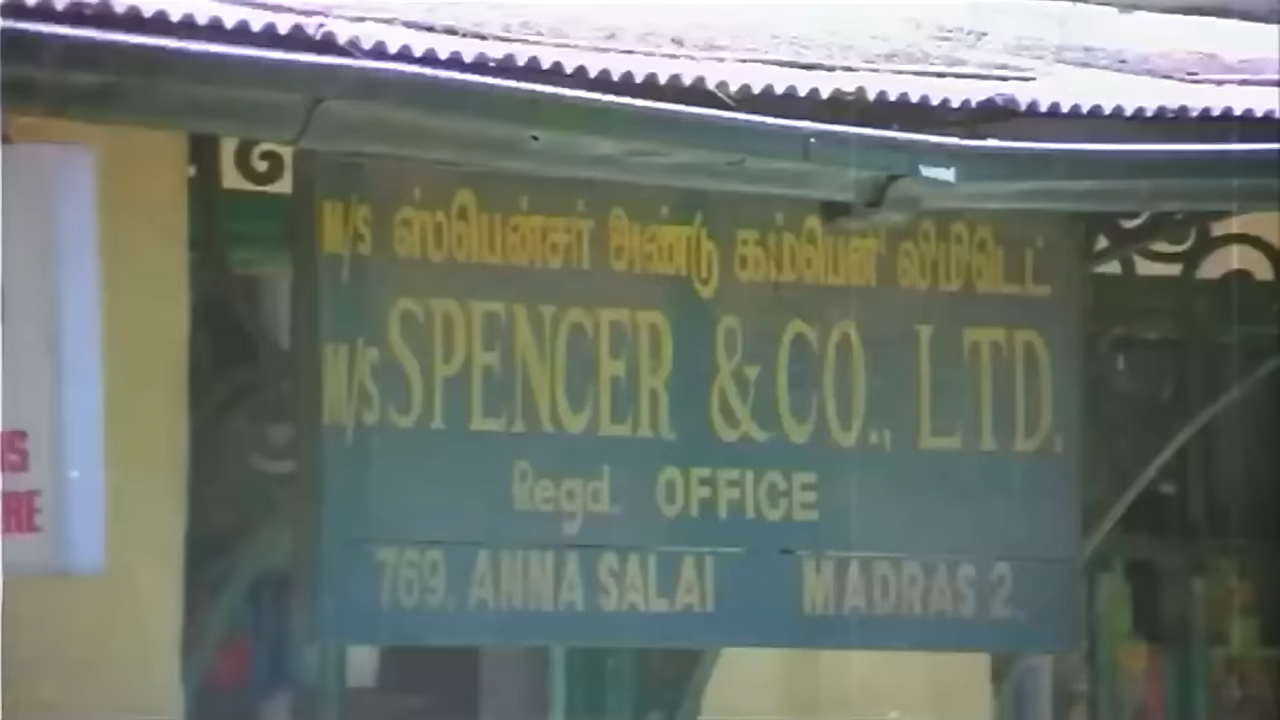 M/s ஸ்பென்சர் அண்டு கம்பெனி லிமிடெட்
M/s SPENCER & CO., LTD.
Regd. OFFICE
769, ANNA SALAI MADRAS 2.